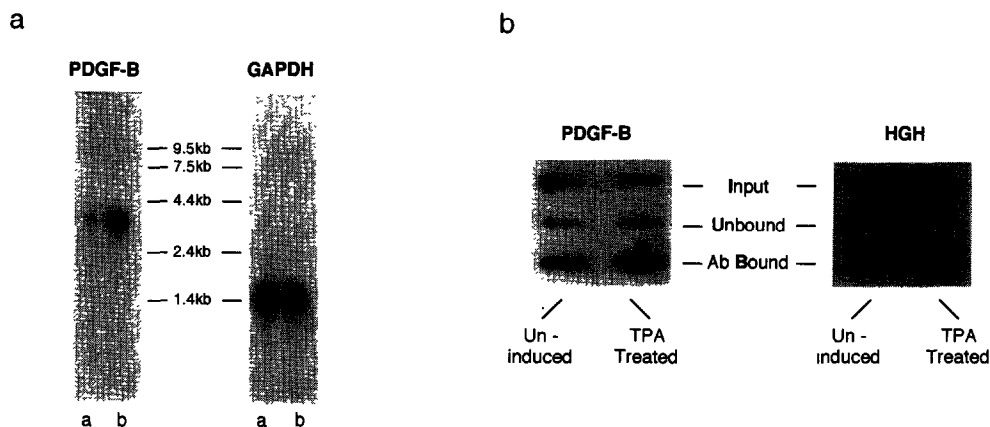 a
PDGF-B
GAPDH
9.5kb
7.5kb
4.4kb
2.4kb
1.4kb
a b
a b
b
PDGF-B
HGH
Input
Unbound
Ab Bound
Un -
induced
TPA
Treated
Un -
induced
TPA
Treated